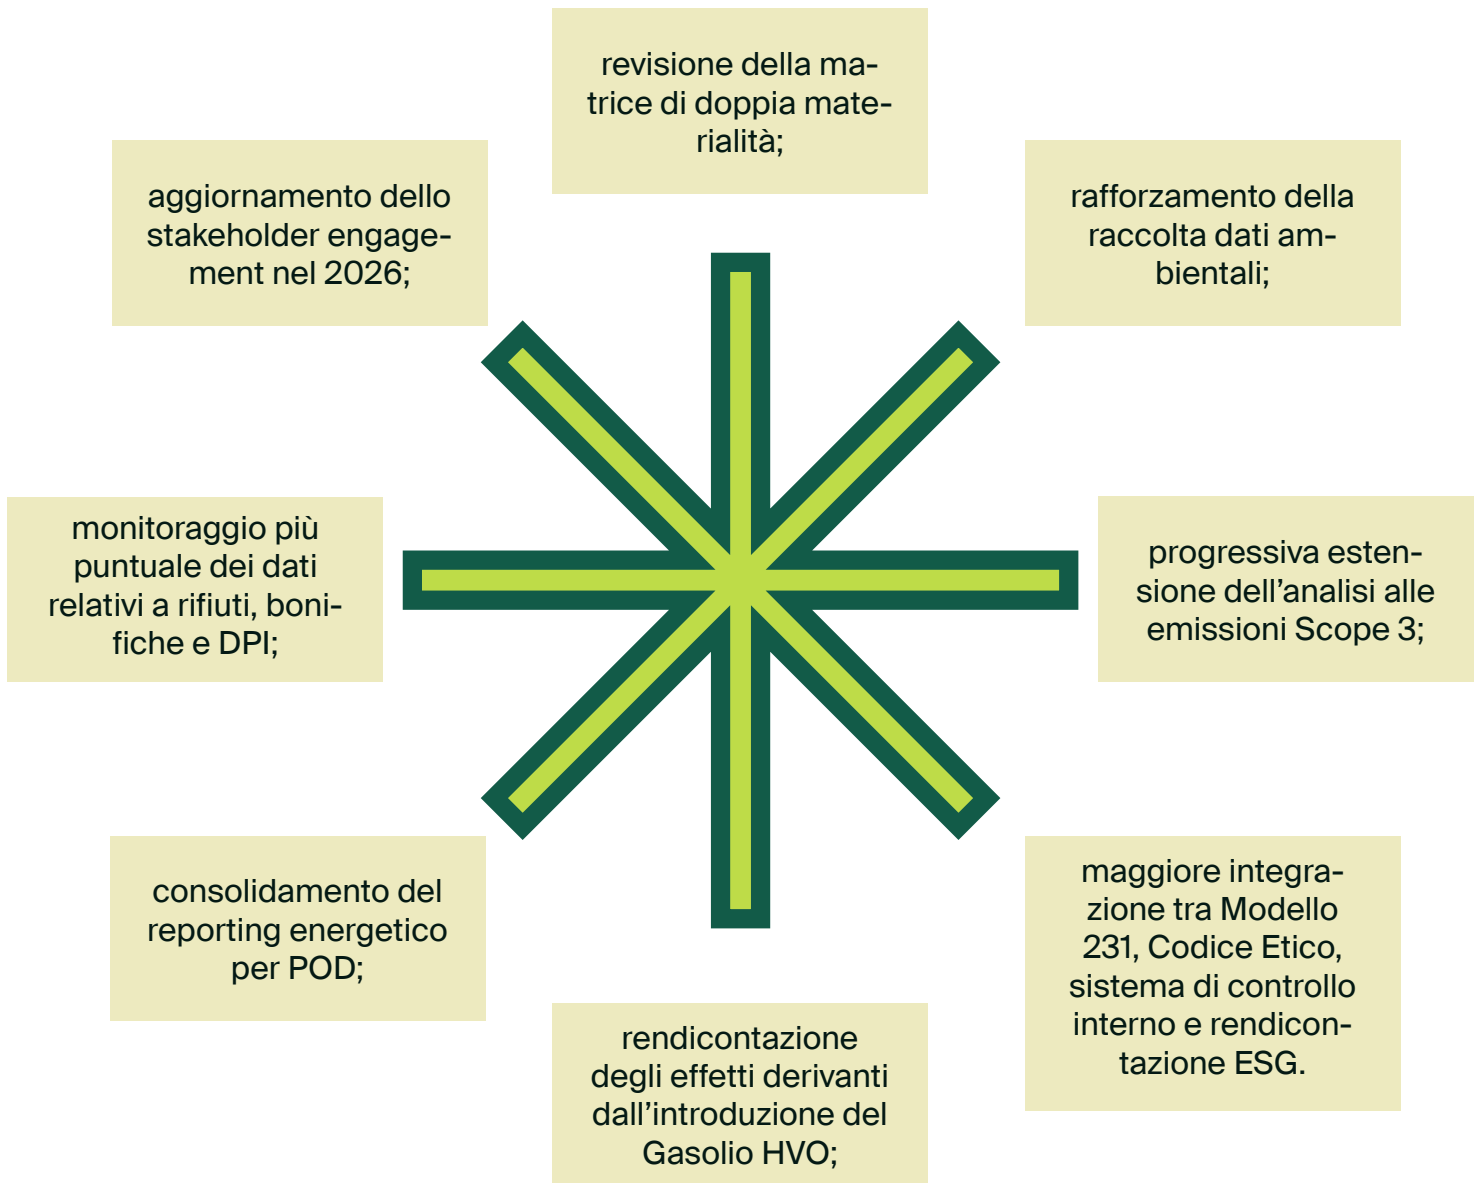 revisione della ma-
trice di doppia mate-
rialità;
aggiornamento dello
stakeholder engage-
ment nel 2026;
rafforzamento della
raccolta dati am-
bientali;
monitoraggio più
puntuale dei dati
relativi a rifiuti, boni-
fiche e DPI;
progressiva esten-
sione dell’analisi alle
emissioni Scope 3;
consolidamento del
reporting energetico
per POD;
maggiore integra-
zione tra Modello
231, Codice Etico,
sistema di controllo
interno e rendicon-
tazione ESG.
rendicontazione
degli effetti derivanti
dall’introduzione del
Gasolio HVO;